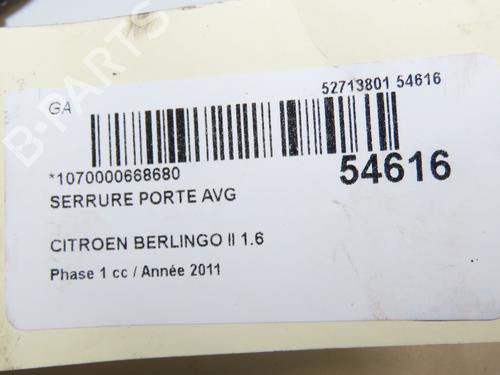 B-PARTS
GA
52713801 54616
*1070000668680
54616
SERRURE PORTE AVG
CITROEN BERLINGO II 1.6
Phase 1 cc / Année 2011